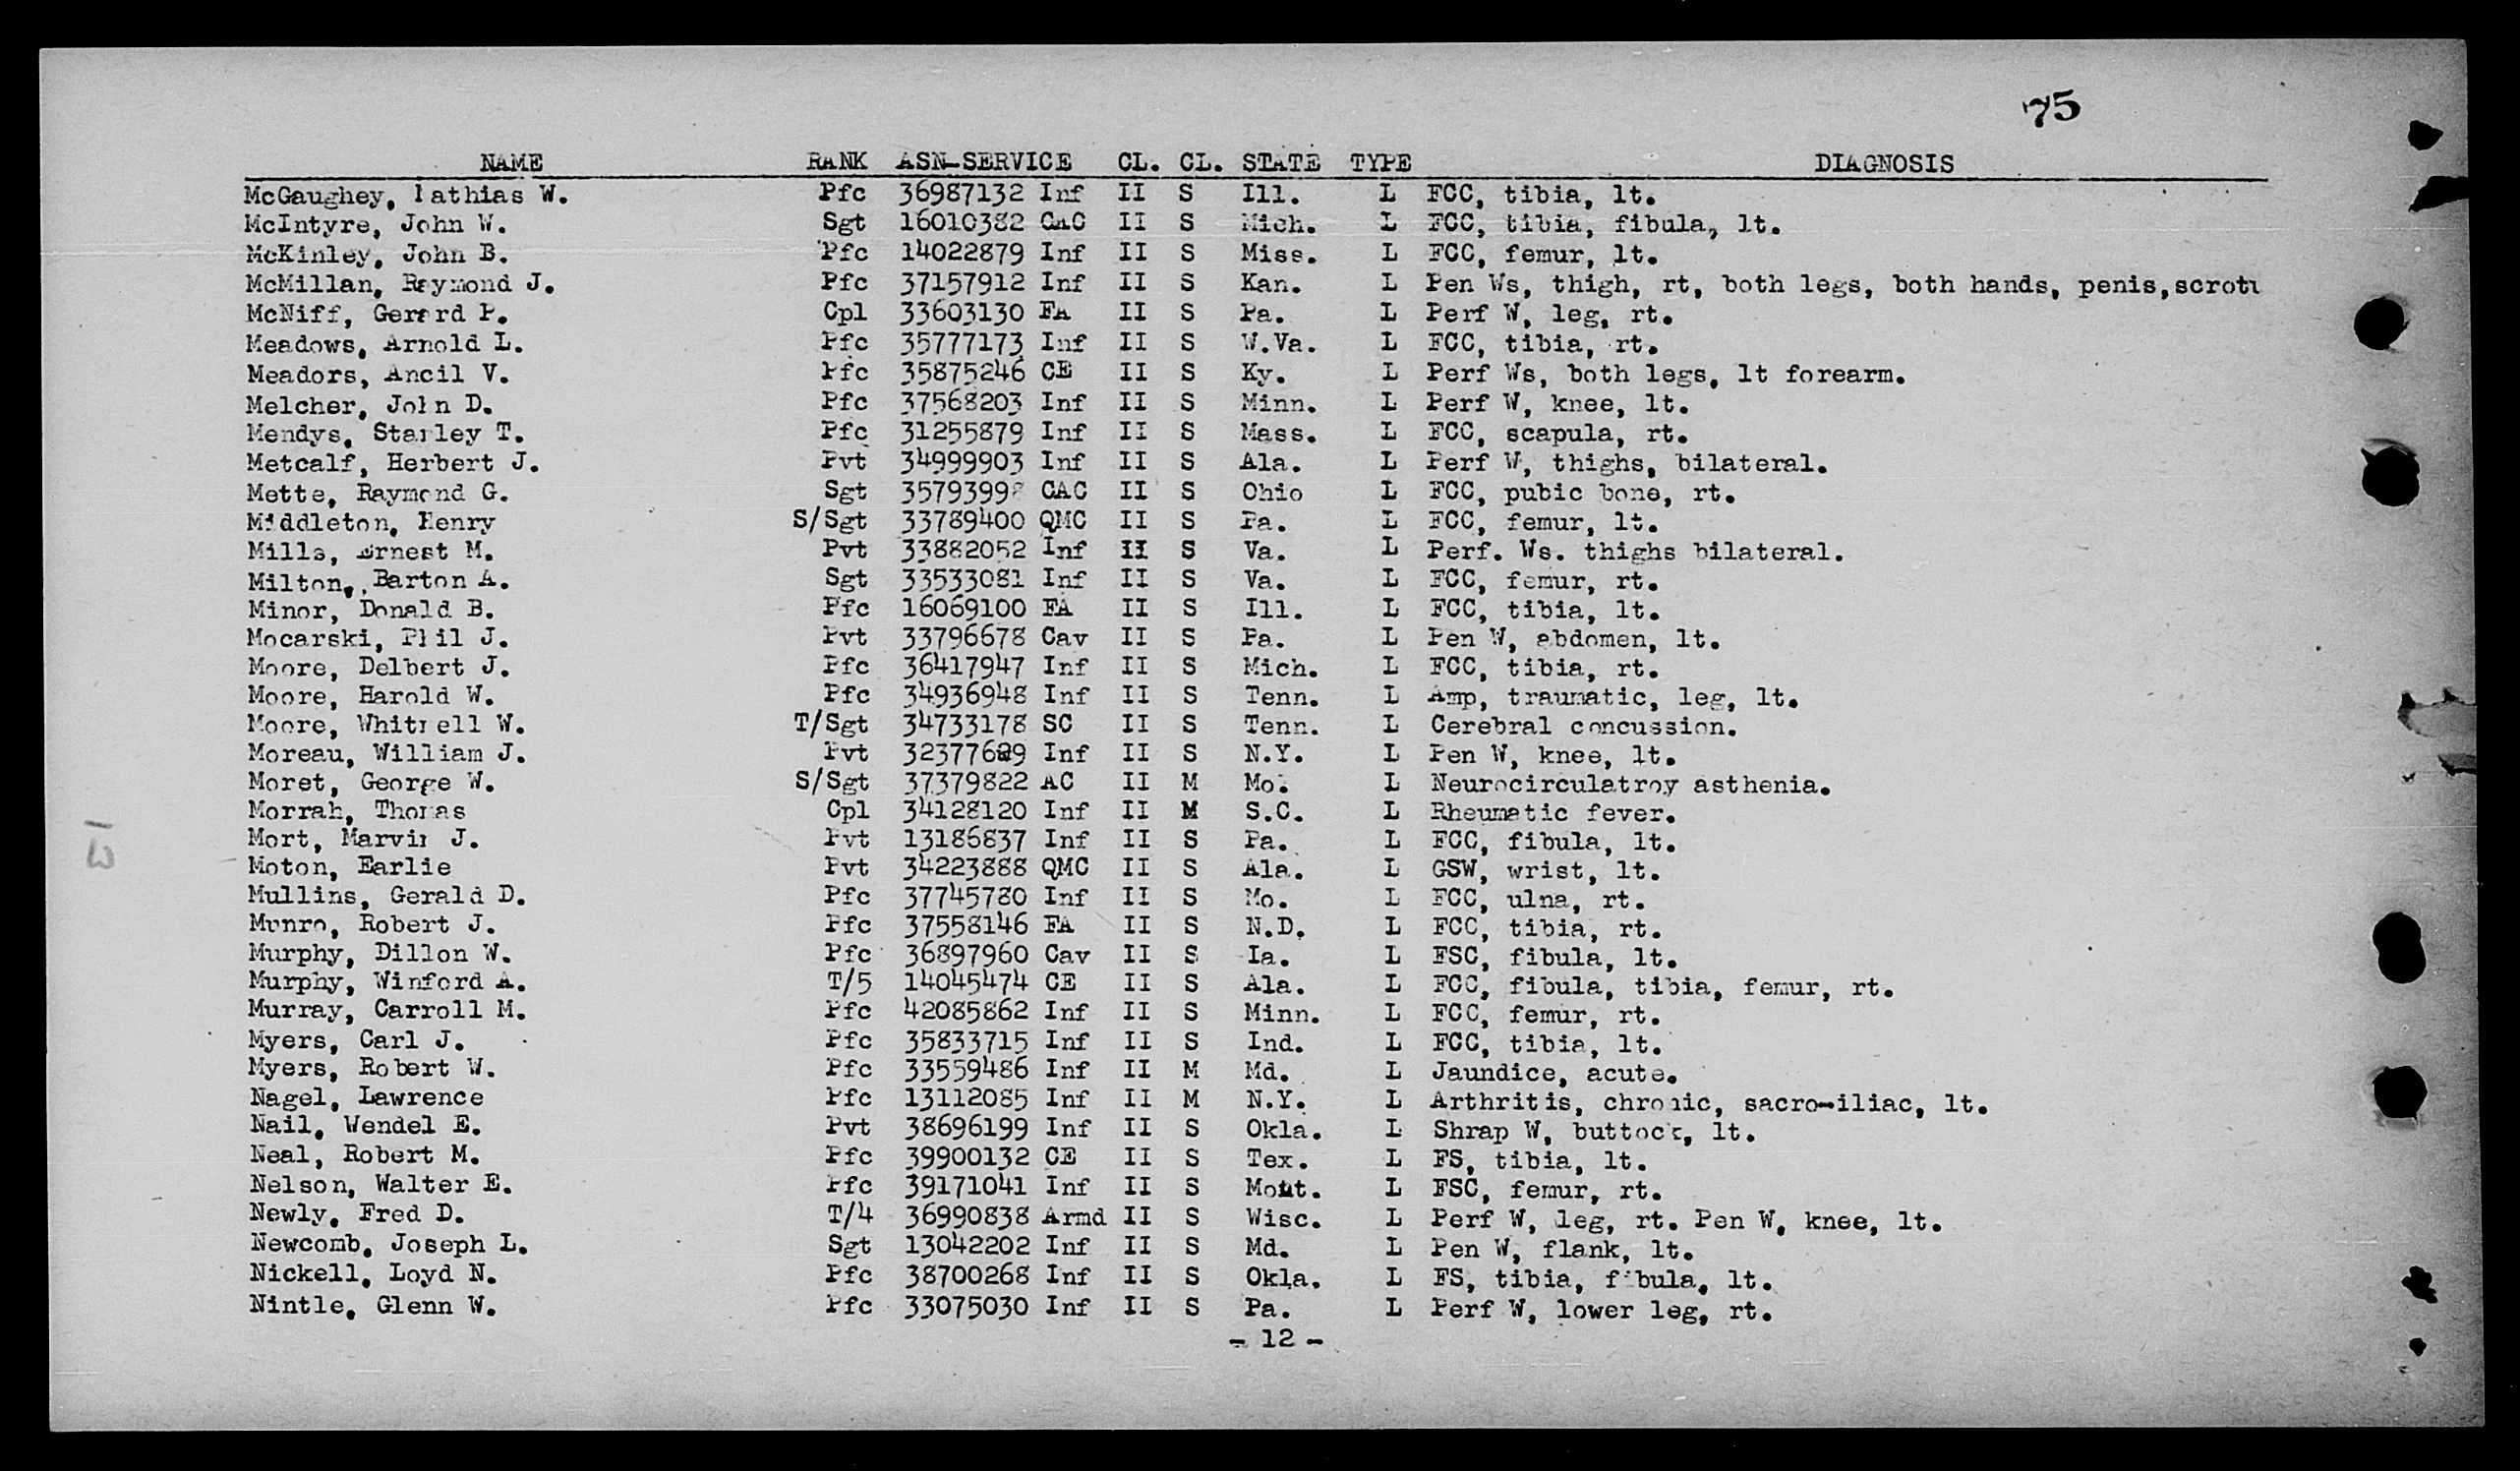 75
NAME RANK ASN-SERVICE CL. CL. STATE TYPE DIAGNOSIS
McGaughey, Mathias W. Pfc 36987132 Inf II S Ill. L FCC, tibia, lt.
McIntyre, John W. Sgt 16010382 CAC II S Mich. L FCC, tibia, fibula, lt.
McKinley, John B. Pfc 14022879 Inf II S Miss. L FCC, femur, lt.
McMillan, Raymond J. Pfc 37157912 Inf II S Kan. L Pen Ws, thigh, rt, both legs, both hands, penis,scrotu
McNiff, Gerard P. Cpl 33603130 FA II S Pa. L Perf W, leg, rt.
Meadows, Arnold L. Pfc 35777173 Inf II S W.Va. L FCC, tibia, rt.
Meadors, Ancil V. Pfc 35875246 CE II S Ky. L Perf Ws, both legs, lt forearm.
Melcher, John D. Pfc 37568203 Inf II S Minn. L Perf W, knee, lt.
Mendys, Stanley T. Pfc 31255879 Inf II S Mass. L FCC, scapula, rt.
Metcalf, Herbert J. Pvt 34999903 Inf II S Ala. L Perf W, thighs, bilateral.
Mette, Raymond G. Sgt 35793998 CAC II S Ohio L FCC, pubic bone, rt.
Middleton, Henry S/Sgt 33789400 QMC II S Pa. L FCC, femur, lt.
Mills, Ernest M. Pvt 33882052 Inf II S Va. L Perf. Ws. thighs bilateral.
Milton, Barton A. Sgt 33533081 Inf II S Va. L FCC, femur, rt.
Minor, Donald B. Pfc 16069100 FA II S Ill. L FCC, tibia, lt.
Mocarski, Phil J. Pvt 33796678 Cav II S Pa. L Pen W, abdomen, lt.
Moore, Delbert J. Pfc 36417947 Inf II S Mich. L FCC, tibia, rt.
Moore, Harold W. Pfc 34936948 Inf II S Tenn. L Amp, traumatic, leg, lt.
Moore, Whitnell W. T/Sgt 34733178 SC II S Tenn. L Cerebral concussion.
Moreau, William J. Pvt II S N.Y. L Pen W, knee, lt.
Moret, George W. S/Sgt 37379822 AC II M Mo. L Neurocirculatroy asthenia.
Morrah, Thomas Cpl 34128120 Inf II M S.C. L Rheumatic fever.
Mort, Marvin J. Pvt 13186837 Inf II S Pa. L FCC, fibula, lt.
Moton, Earlie Pvt 34223888 QMC II S Ala. L GSW, wrist, lt.
Mullins, Gerald D. Pfc 37745780 Inf II S Mo. L FCC, ulna, rt.
Munro, Robert J. Pfc 37558146 FA II S N.D. L FCC, tibia, rt.
Murphy, Dillon W. Pfc 36897960 Cav II S Ia. L FSC, fibula, lt.
Murphy, Winford A. T/5 14045474 CE II S Ala. L FCC, fibula, tibia, femur, rt.
Murray, Carroll M. Pfc 42085862 Inf II S Minn. L FCC, femur, rt.
Myers, Carl J. Pfc 35833715 Inf II S Ind. L FCC, tibia, lt.
Myers, Robert W. Pfc 33559486 Inf II M Md. L Jaundice, acute.
Nagel, Lawrence Pfc 13112085 Inf II M N.Y. L Arthritis, chronic, sacro-iliac, lt.
Nail, Wendel E. Pvt 38696199 Inf II S Okla. L Shrap W, buttock, lt.
Neal, Robert M. Pfc 39900132 CE II S Tex. L FS, tibia, lt.
Nelson, Walter E. Pfc 39171041 Inf II S Mont. L FSC, femur, rt.
Newly, Fred D. T/4 36990838 Armd II S Wisc. L Perf W, leg, rt. Pen W, knee, lt.
Newcomb, Joseph L. Sgt 13042202 Inf II S Md. L Pen W, flank, lt.
Nickell, Loyd N. Pfc 38700268 Inf II S Okla. L FS, tibia, fibula, lt.
Nintle, Glenn W. Pfc 33075030 Inf II S Pa. L Perf W, lower leg, rt.
- 12 -